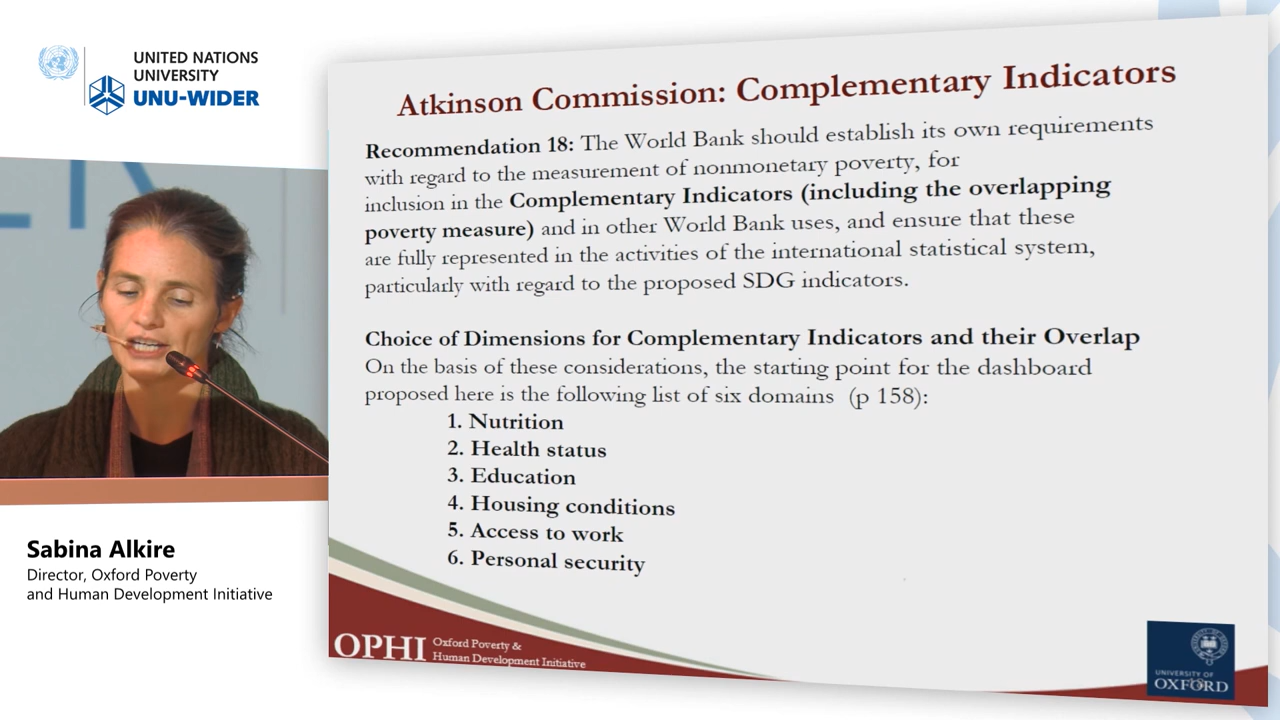 UNITED NATIONS
UNIVERSITY
UNU-WIDER
Atkinson Commission: Complementary Indicators
Recommendation 18: The World Bank should establish its own requirements
with regard to the measurement of nonmonetary poverty, for
inclusion in the Complementary Indicators (including the overlapping
poverty measure) and in other World Bank uses, and ensure that these
are fully represented in the activities of the international statistical system,
particularly with regard to the proposed SDG indicators.
Choice of Dimensions for Complementary Indicators and their Overlap
On the basis of these considerations, the starting point for the dashboard
proposed here is the following list of six domains (p 158):
1. Nutrition
2. Health status
3. Education
4. Housing conditions
5. Access to work
6. Personal security
Sabina Alkire
Director, Oxford Poverty
and Human Development Initiative
OPHI
Oxford Poverty &
Human Development Initiative
UNIVERSITY OF
OXFORD